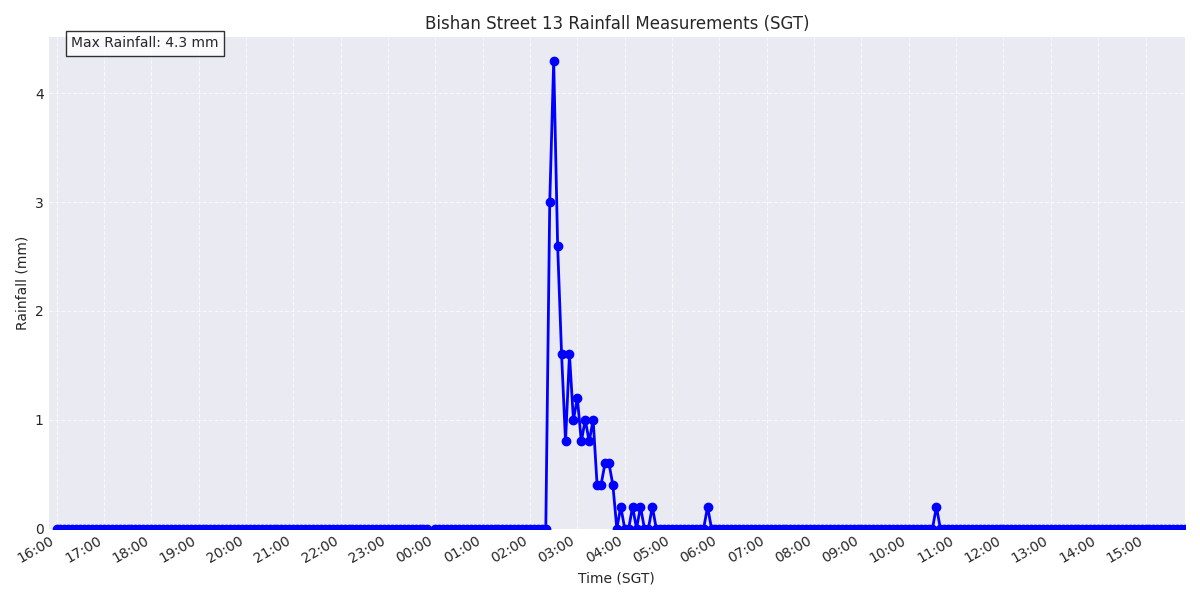 Bishan Street 13 Rainfall Measurements (SGT)
Max Rainfall: 4.3 mm
Rainfall (mm)
4
3
2
1
0
16:00 17:00 18:00 19:00 20:00 21:00 22:00 23:00 00:00 01:00 02:00 03:00 04:00 05:00 06:00 07:00 08:00 09:00 10:00 11:00 12:00 13:00 14:00 15:00
Time (SGT)